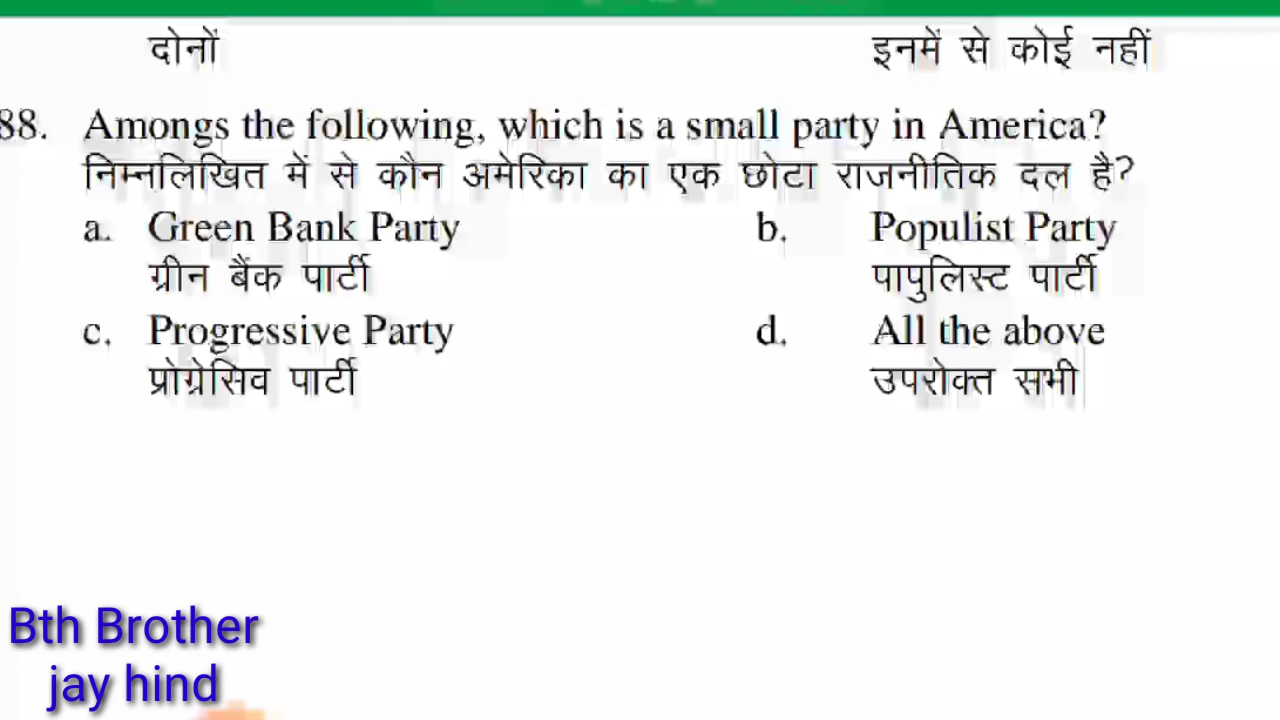 दोनों इनमें से कोई नहीं
88. Amongs the following, which is a small party in America?
निम्नलिखित में से कौन अमेरिका का एक छोटा राजनीतिक दल है?
a. Green Bank Party b. Populist Party
ग्रीन बैंक पार्टी पापुलिस्ट पार्टी
c. Progressive Party d. All the above
प्रोग्रेसिव पार्टी उपरोक्त सभी
Bth Brother
jay hind